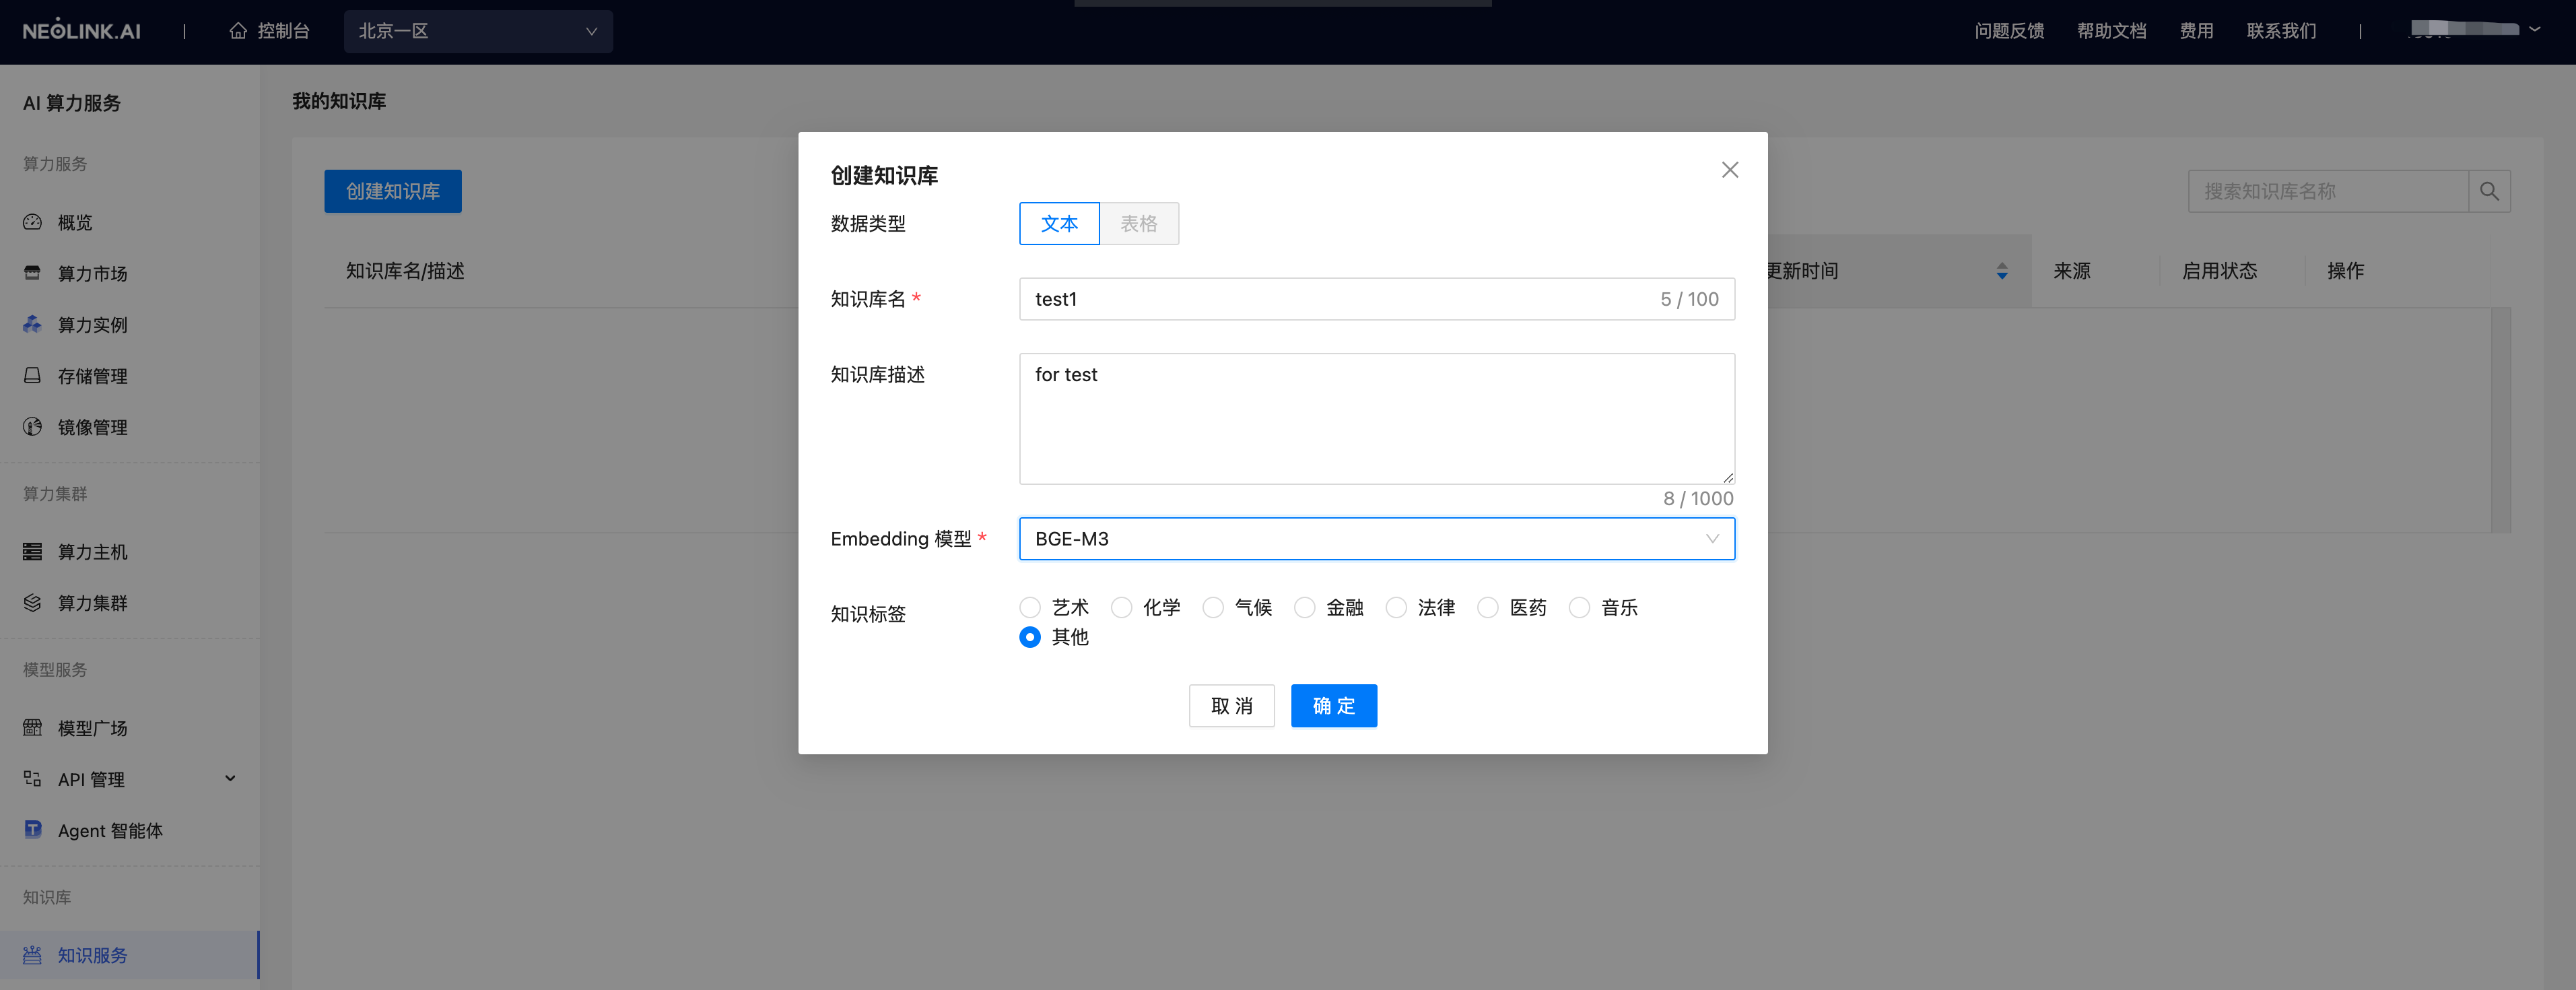 NEOLINK.AI | 控制台 北京一区 问题反馈 帮助文档 费用 联系我们 |
AI 算力服务
算力服务
概览
算力市场
算力实例
存储管理
镜像管理
算力集群
算力主机
算力集群
模型服务
模型广场
API 管理
Agent 智能体
知识库
知识服务
我的知识库
创建知识库
搜索知识库名称
知识库名/描述 更新时间 来源 启用状态 操作
创建知识库
数据类型 文本 表格
知识库名 * test1 5 / 100
知识库描述 for test
8 / 1000
Embedding 模型 * BGE-M3
知识标签 艺术 化学 气候 金融 法律 医药 音乐
其他
取 消 确 定